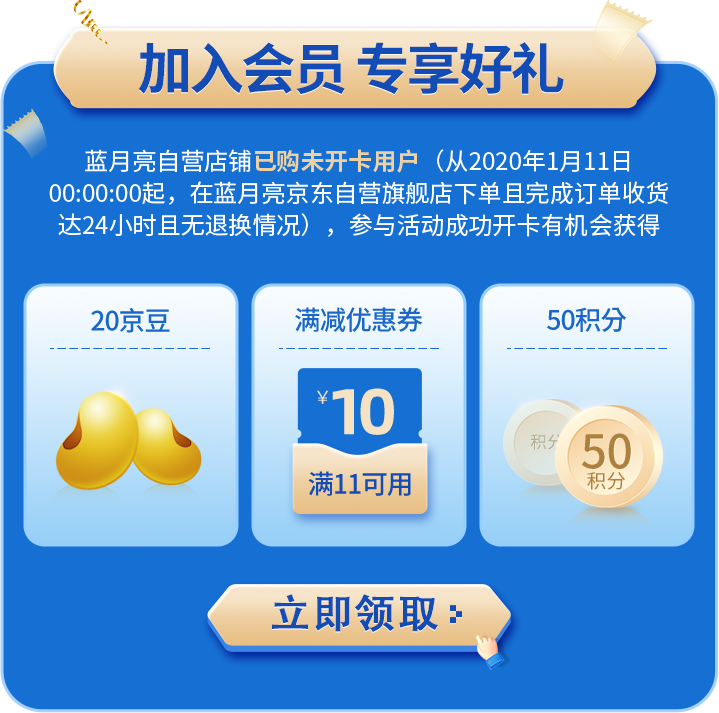 加入会员 专享好礼
蓝月亮自营店铺已购未开卡用户（从2020年1月11日
00:00:00起，在蓝月亮京东自营旗舰店下单且完成订单收货
达24小时且无退换情况），参与活动成功开卡有机会获得
20京豆
满减优惠券
¥10
满11可用
50积分
积分
50
积分
立即领取